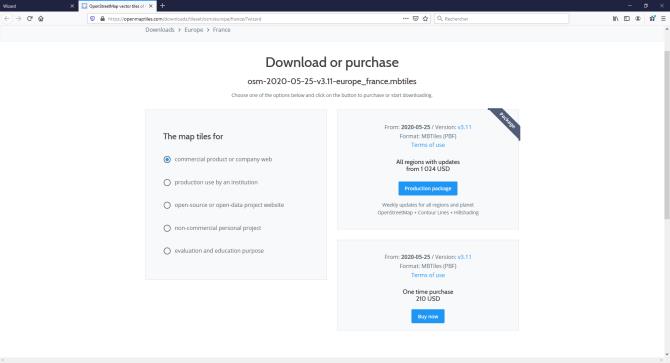 Wizard
OpenStreetMap vector tiles of
https://openmaptiles.com/downloads/tileset/osm/europe/france/?wizard
Rechercher
Downloads > Europe > France
Download or purchase
osm-2020-05-25-v3.11-europe_france.mbtiles
Choose one of the options below and click on the button to purchase or start downloading.
The map tiles for
commercial product or company web
production use by an institution
open-source or open-data project website
non-commercial personal project
evaluation and education purpose
Package
From: 2020-05-25 / Version: v3.11
Format: MBTiles (PBF)
Terms of use
All regions with updates
from 1 024 USD
Production package
Weekly updates for all regions and planet
OpenStreetMap + Contour Lines + Hillshading
From: 2020-05-25 / Version: v3.11
Format: MBTiles (PBF)
Terms of use
One time purchase
210 USD
Buy now